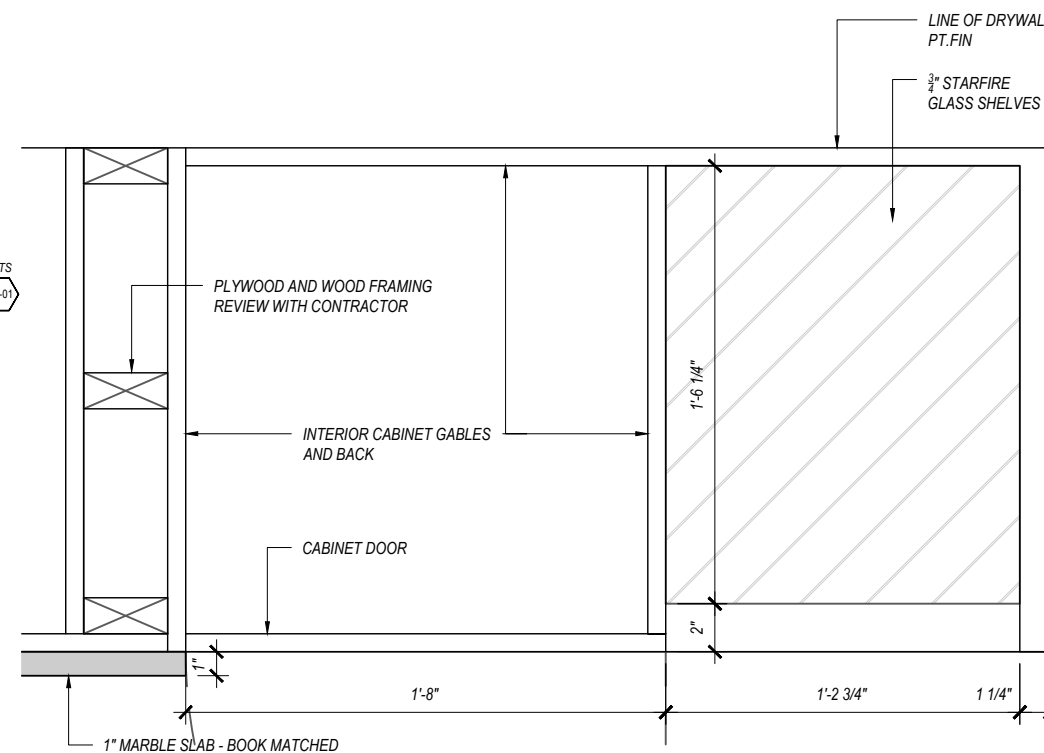 LINE OF DRYWAL
PT.FIN
3/4" STARFIRE
GLASS SHELVES
TS
-01
PLYWOOD AND WOOD FRAMING
REVIEW WITH CONTRACTOR
1'-6 1/4"
INTERIOR CABINET GABLES
AND BACK
CABINET DOOR
2"
1"
1'-8"
1'-2 3/4"
1 1/4"
1" MARBLE SLAB - BOOK MATCHED